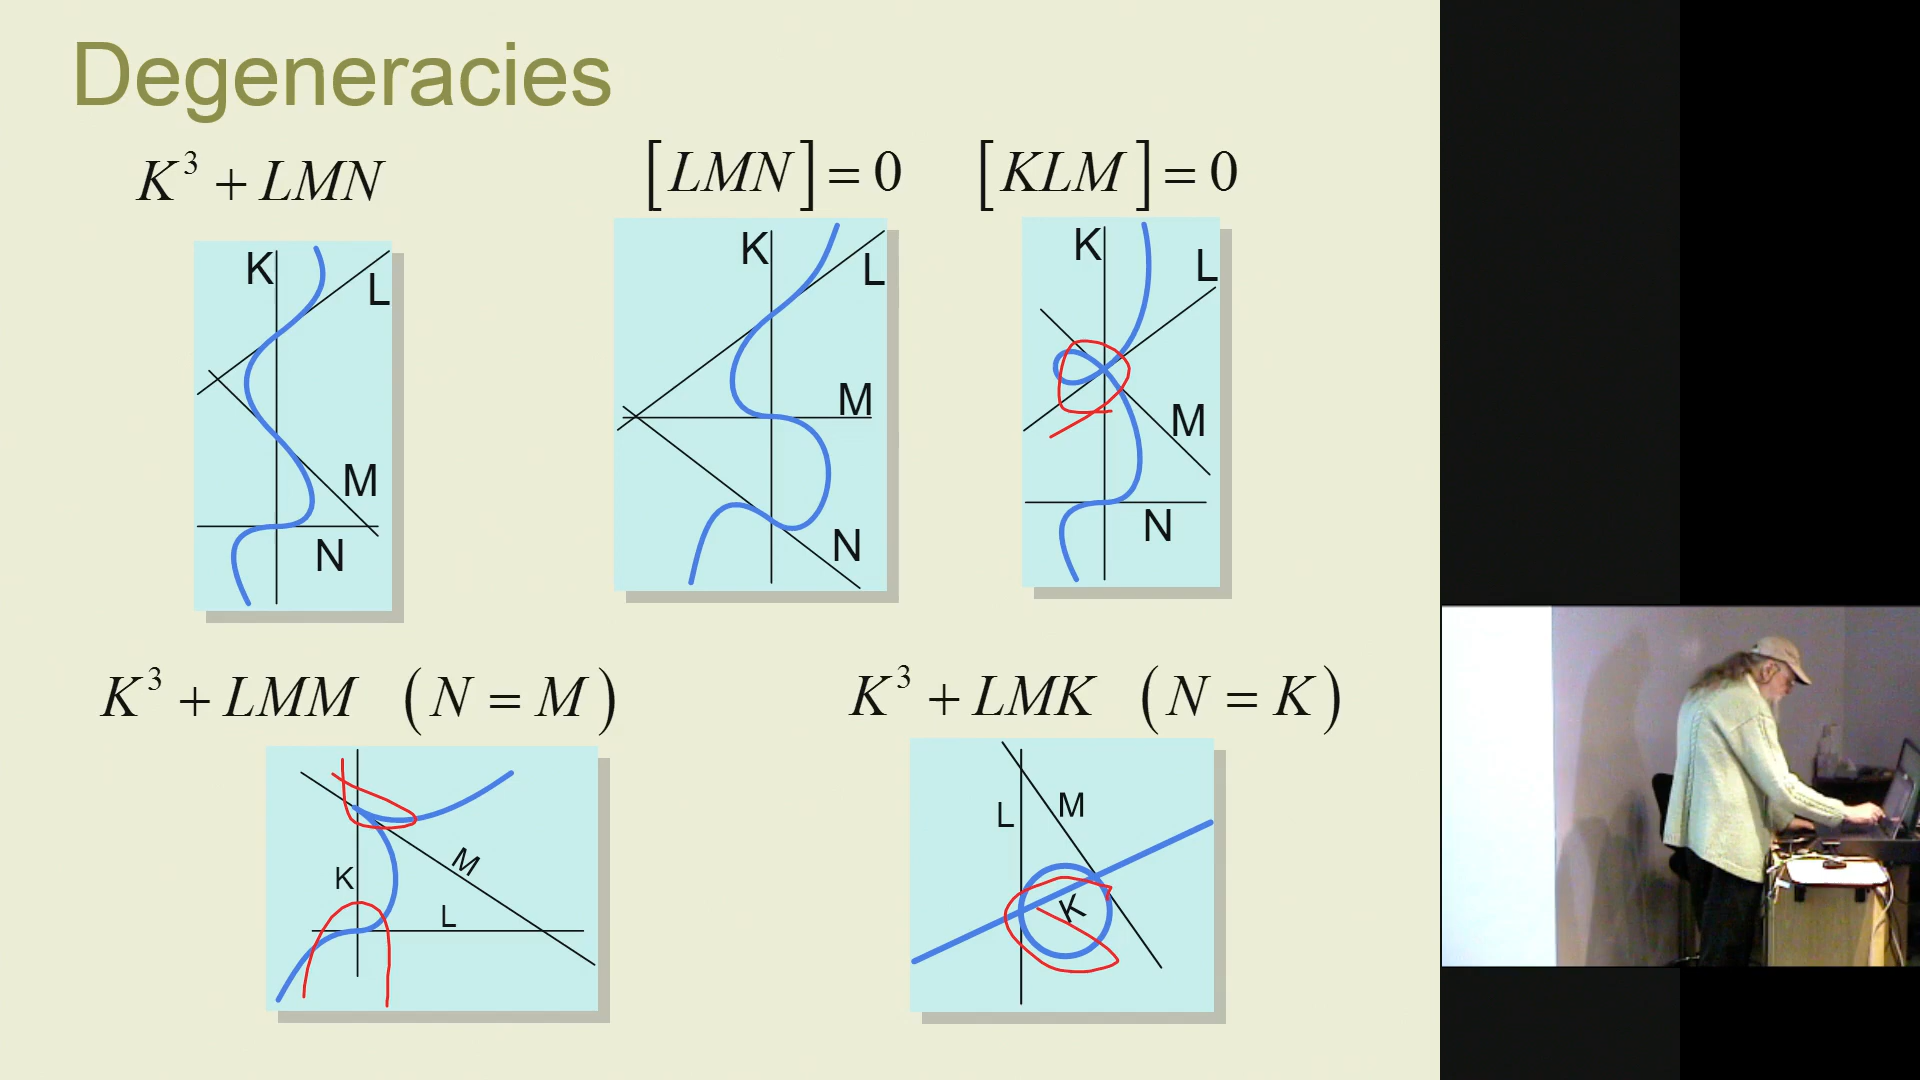 Degeneracies
K³ + LMN
[LMN] = 0
[KLM] = 0
K
L
M
N
K
L
M
N
K
L
M
N
K³ + LMM (N = M)
K³ + LMK (N = K)
K
M
L
L
M
K